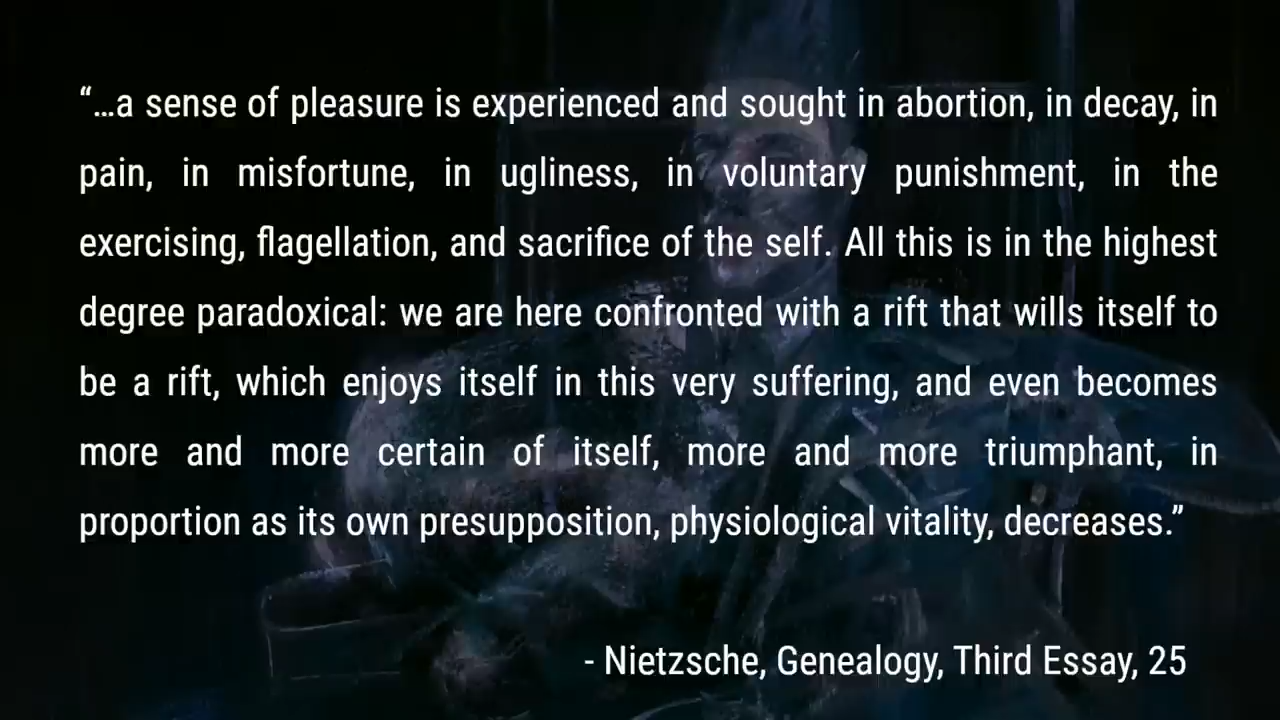 “…a sense of pleasure is experienced and sought in abortion, in decay, in
pain, in misfortune, in ugliness, in voluntary punishment, in the
exercising, flagellation, and sacrifice of the self. All this is in the highest
degree paradoxical: we are here confronted with a rift that wills itself to
be a rift, which enjoys itself in this very suffering, and even becomes
more and more certain of itself, more and more triumphant, in
proportion as its own presupposition, physiological vitality, decreases.”
- Nietzsche, Genealogy, Third Essay, 25